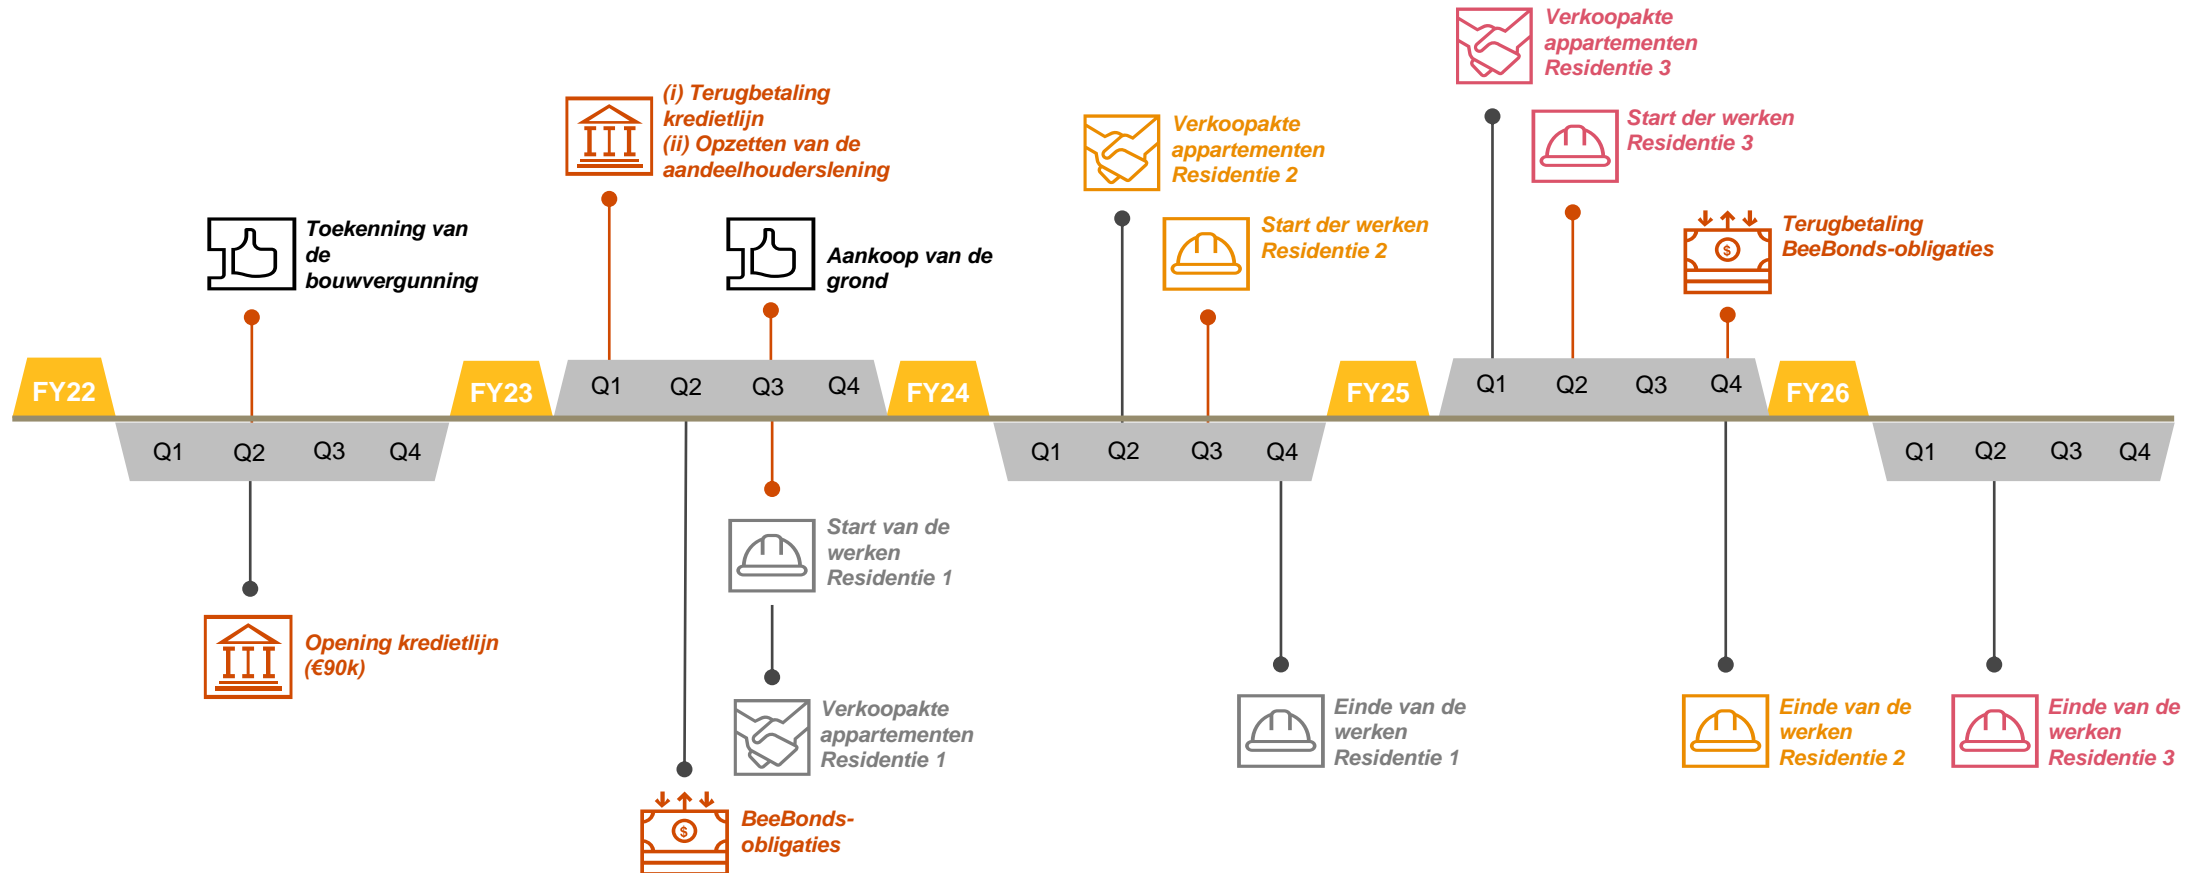 Verkoopakte
appartementen
Residentie 3
(i) Terugbetaling
kredietlijn
(ii) Opzetten van de
aandeelhouderslening
Verkoopakte
appartementen
Residentie 2
Start der werken
Residentie 3
Toekenning van
de
bouwvergunning
Aankoop van de
grond
Start der werken
Residentie 2
$
Terugbetaling
BeeBonds-obligaties
FY22
FY23
Q1 Q2 Q3 Q4
FY24
FY25
Q1 Q2 Q3 Q4
FY26
Q1 Q2 Q3 Q4
Q1 Q2 Q3 Q4
Q1 Q2 Q3 Q4
Start van de
werken
Residentie 1
Opening kredietlijn
(€90k)
Verkoopakte
appartementen
Residentie 1
Einde van de
werken
Residentie 1
Einde van de
werken
Residentie 2
Einde van de
werken
Residentie 3
$
BeeBonds-
obligaties